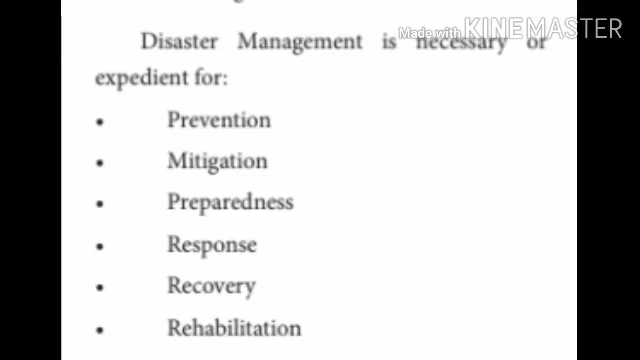 Made with KINEMASTER
Disaster Management is necessary or
expedient for:
• Prevention
• Mitigation
• Preparedness
• Response
• Recovery
• Rehabilitation